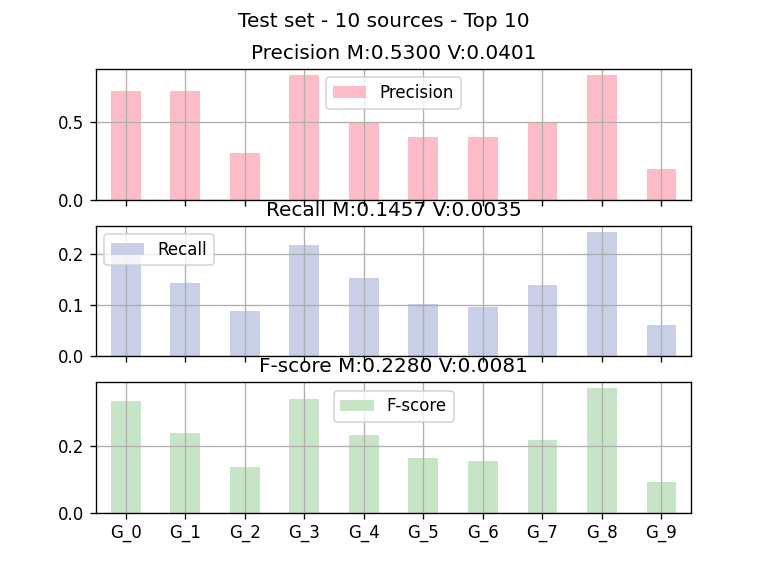 Test set - 10 sources - Top 10
Precision M:0.5300 V:0.0401
Precision
0.5
0.0
Recall M:0.1457 V:0.0035
Recall
0.2
0.1
0.0
F-score M:0.2280 V:0.0081
F-score
0.2
0.0
G_0 G_1 G_2 G_3 G_4 G_5 G_6 G_7 G_8 G_9